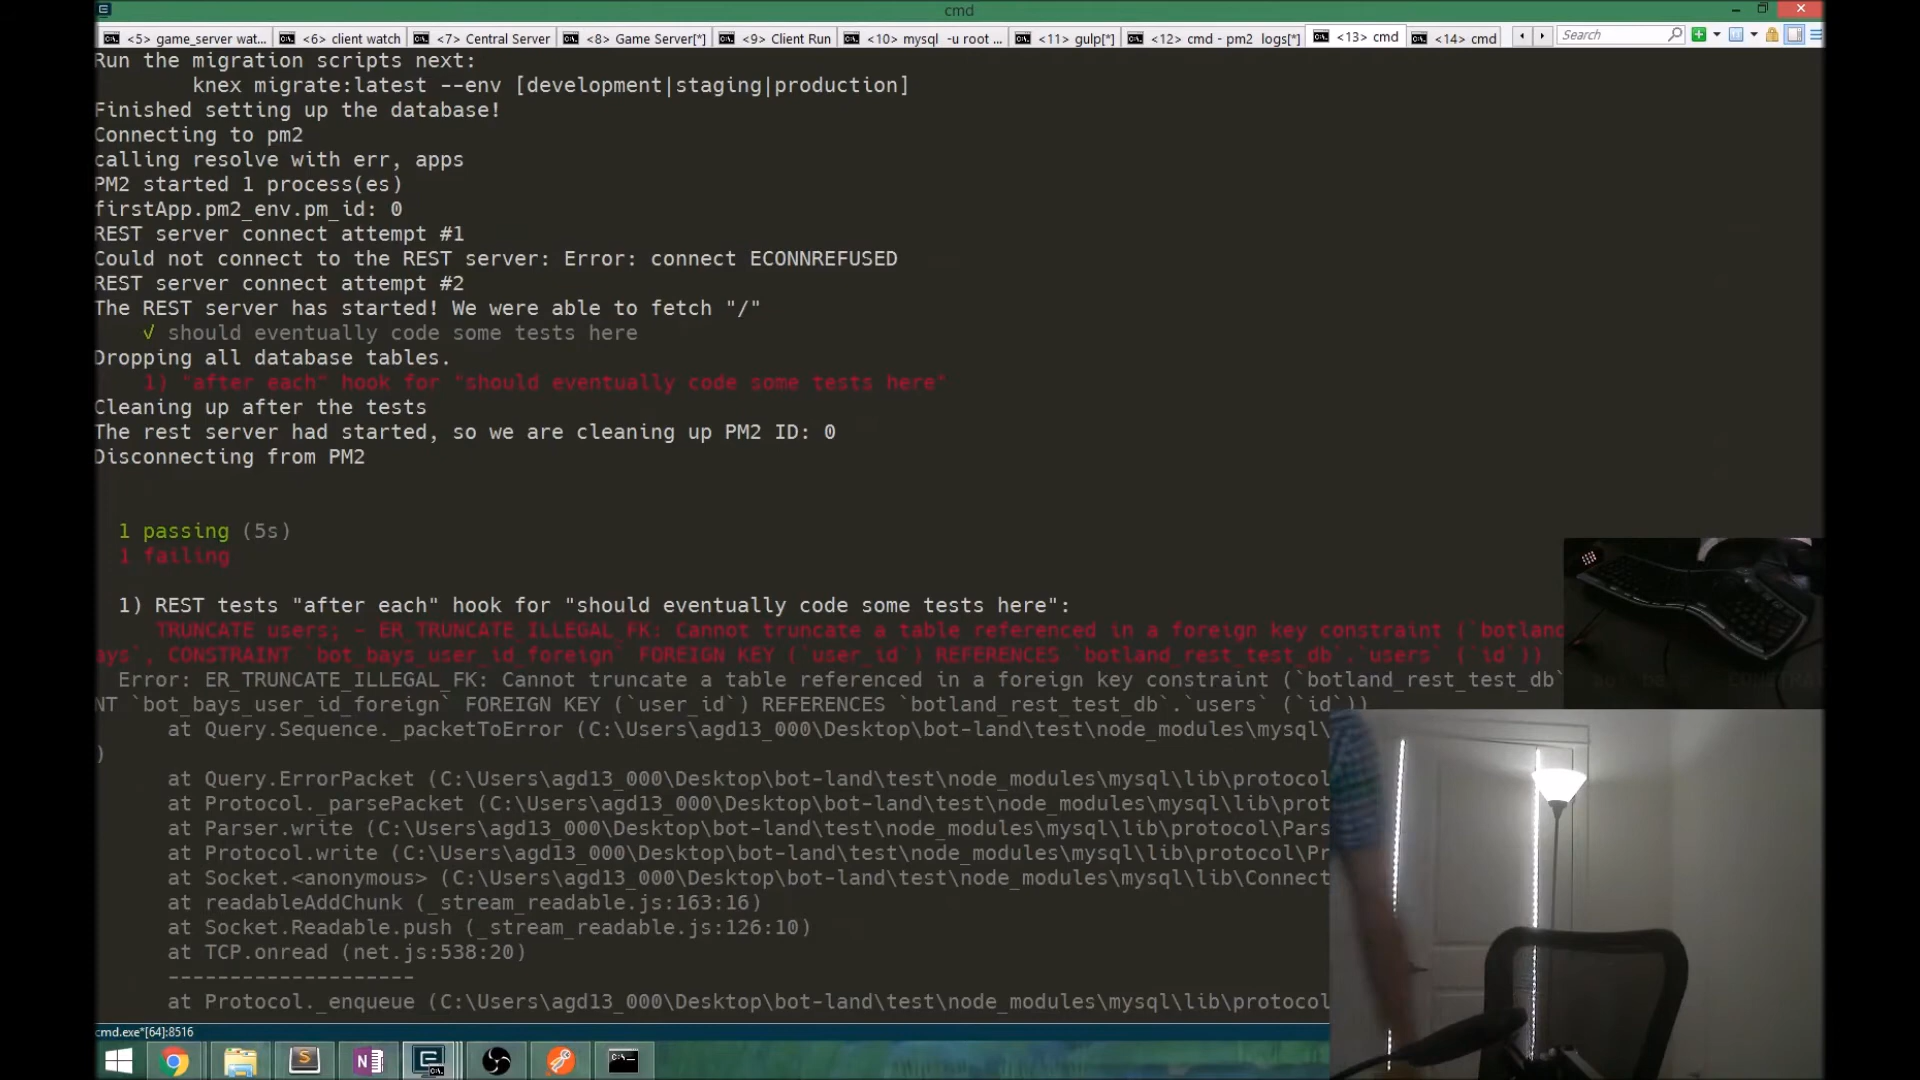 cmd
<5> game_server wat...
<6> client watch
<7> Central Server
<8> Game Server[*]
<9> Client Run
<10> mysql -u root ...
<11> gulp[*]
<12> cmd - pm2 logs[*]
<13> cmd
<14> cmd
Search
Run the migration scripts next:
knex migrate:latest --env [development|staging|production]
Finished setting up the database!
Connecting to pm2
calling resolve with err, apps
PM2 started 1 process(es)
firstApp.pm2_env.pm_id: 0
REST server connect attempt #1
Could not connect to the REST server: Error: connect ECONNREFUSED
REST server connect attempt #2
The REST server has started! We were able to fetch "/"
√ should eventually code some tests here
Dropping all database tables.
1) "after each" hook for "should eventually code some tests here"
Cleaning up after the tests
The rest server had started, so we are cleaning up PM2 ID: 0
Disconnecting from PM2
1 passing (5s)
1 failing
1) REST tests "after each" hook for "should eventually code some tests here":
TRUNCATE users; - ER_TRUNCATE_ILLEGAL_FK: Cannot truncate a table referenced in a foreign key constraint (`botland
ays`, CONSTRAINT `bot_bays_user_id_foreign` FOREIGN KEY (`user_id`) REFERENCES `botland_rest_test_db`.`users` (`id`))
Error: ER_TRUNCATE_ILLEGAL_FK: Cannot truncate a table referenced in a foreign key constraint (`botland_rest_test_db`
NT `bot_bays_user_id_foreign` FOREIGN KEY (`user_id`) REFERENCES `botland_rest_test_db`.`users` (`id`))
at Query.Sequence._packetToError (C:\Users\agd13_000\Desktop\bot-land\test\node_modules\mysql\
)
at Query.ErrorPacket (C:\Users\agd13_000\Desktop\bot-land\test\node_modules\mysql\lib\protocol
at Protocol._parsePacket (C:\Users\agd13_000\Desktop\bot-land\test\node_modules\mysql\lib\prot
at Parser.write (C:\Users\agd13_000\Desktop\bot-land\test\node_modules\mysql\lib\protocol\Pars
at Protocol.write (C:\Users\agd13_000\Desktop\bot-land\test\node_modules\mysql\lib\protocol\Pr
at Socket.<anonymous> (C:\Users\agd13_000\Desktop\bot-land\test\node_modules\mysql\lib\Connect
at readableAddChunk (_stream_readable.js:163:16)
at Socket.Readable.push (_stream_readable.js:126:10)
at TCP.onread (net.js:538:20)
--------------------
at Protocol._enqueue (C:\Users\agd13_000\Desktop\bot-land\test\node_modules\mysql\lib\protocol
cmd.exe*[64]:8516